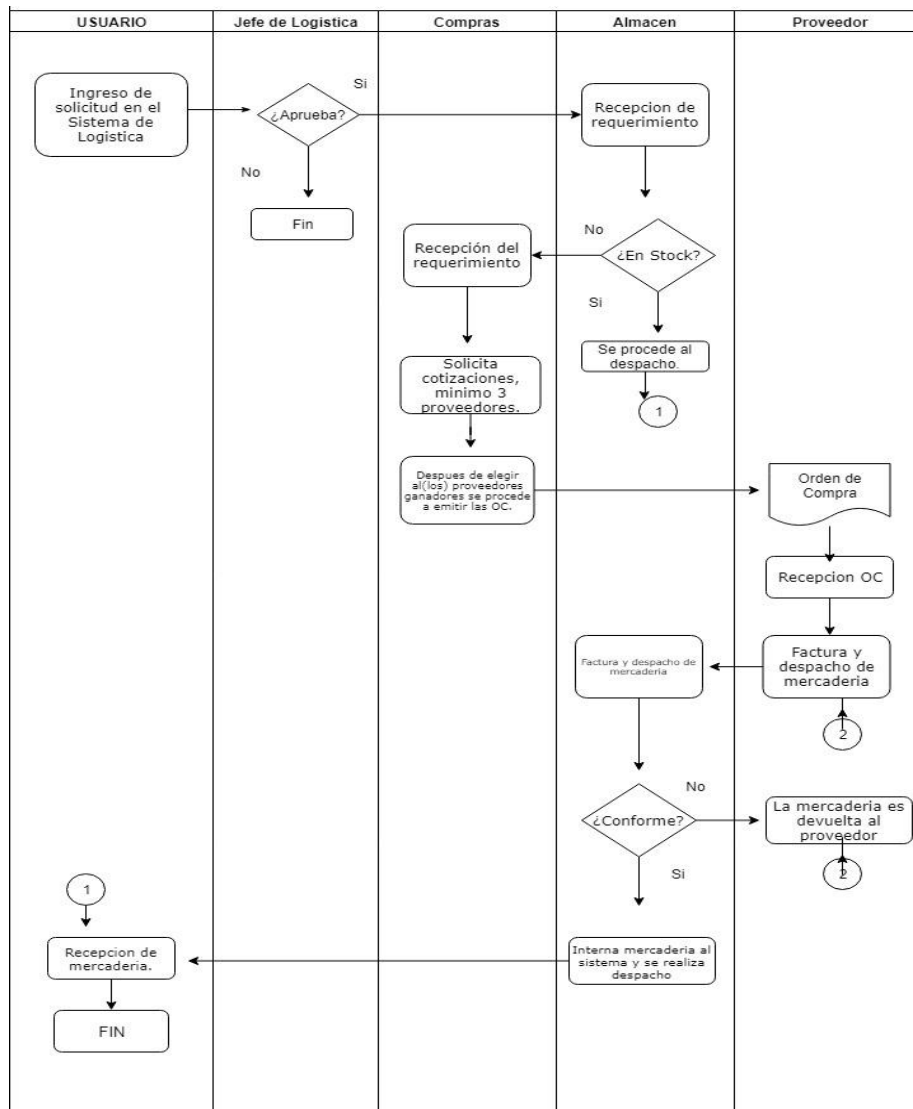 USUARIO
Jefe de Logistica
Compras
Almacen
Proveedor
Ingreso de
solicitud en el
Sistema de
Logistica
¿Aprueba?
Si
No
Fin
Recepcion de
requerimiento
¿En Stock?
No
Si
Recepción del
requerimiento
Se procede al
despacho.
1
Solicita
cotizaciones,
minimo 3
proveedores.
Despues de elegir
al(los) proveedores
ganadores se procede
a emitir las OC.
Orden de
Compra
Recepcion OC
Factura y
despacho de
mercaderia
2
Factura y despacho de
mercaderia
¿Conforme?
No
Si
La mercaderia es
devuelta al
proveedor
2
Interna mercaderia al
sistema y se realiza
despacho
1
Recepcion de
mercaderia.
FIN